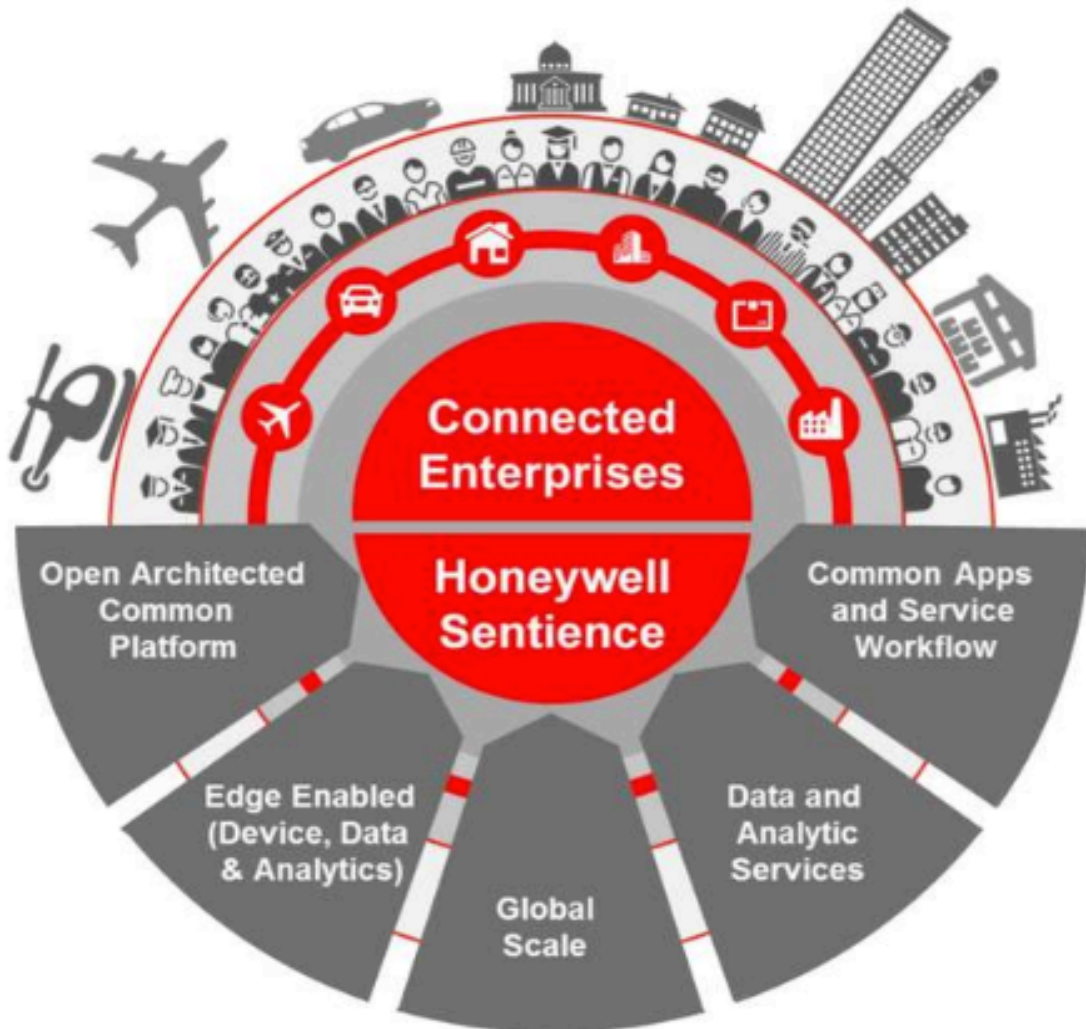 Connected
Enterprises
Honeywell
Sentience
Open Architected
Common
Platform
Edge Enabled
(Device, Data
& Analytics)
Global
Scale
Data and
Analytic
Services
Common Apps
and Service
Workflow